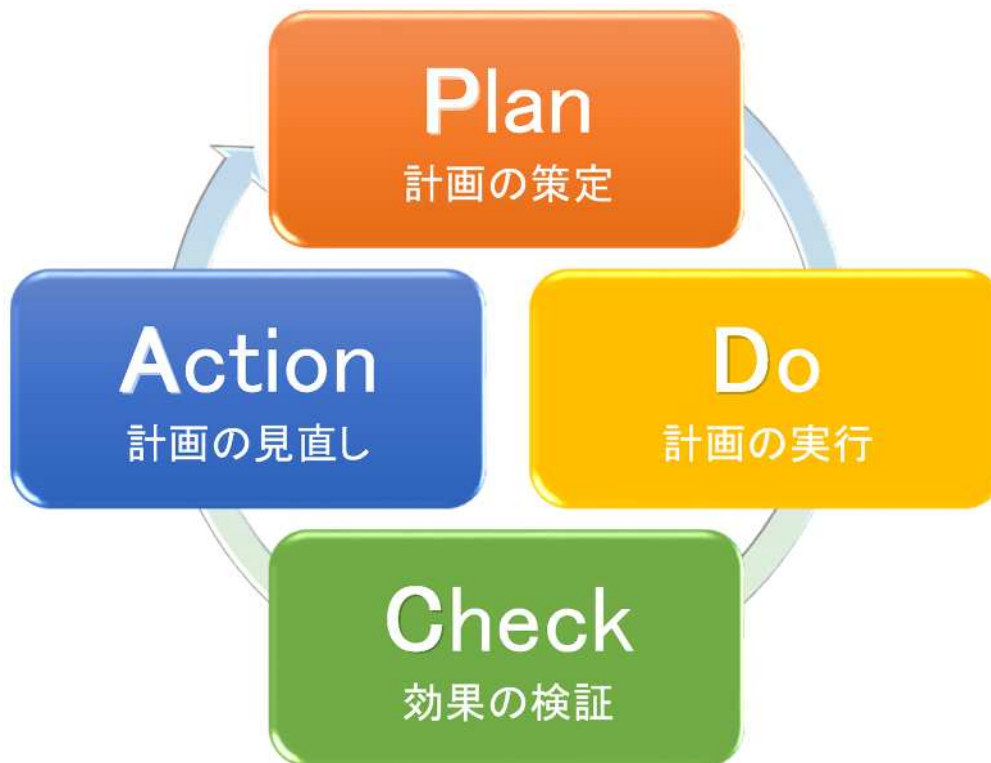 Plan
計画の策定
Do
計画の実行
Check
効果の検証
Action
計画の見直し